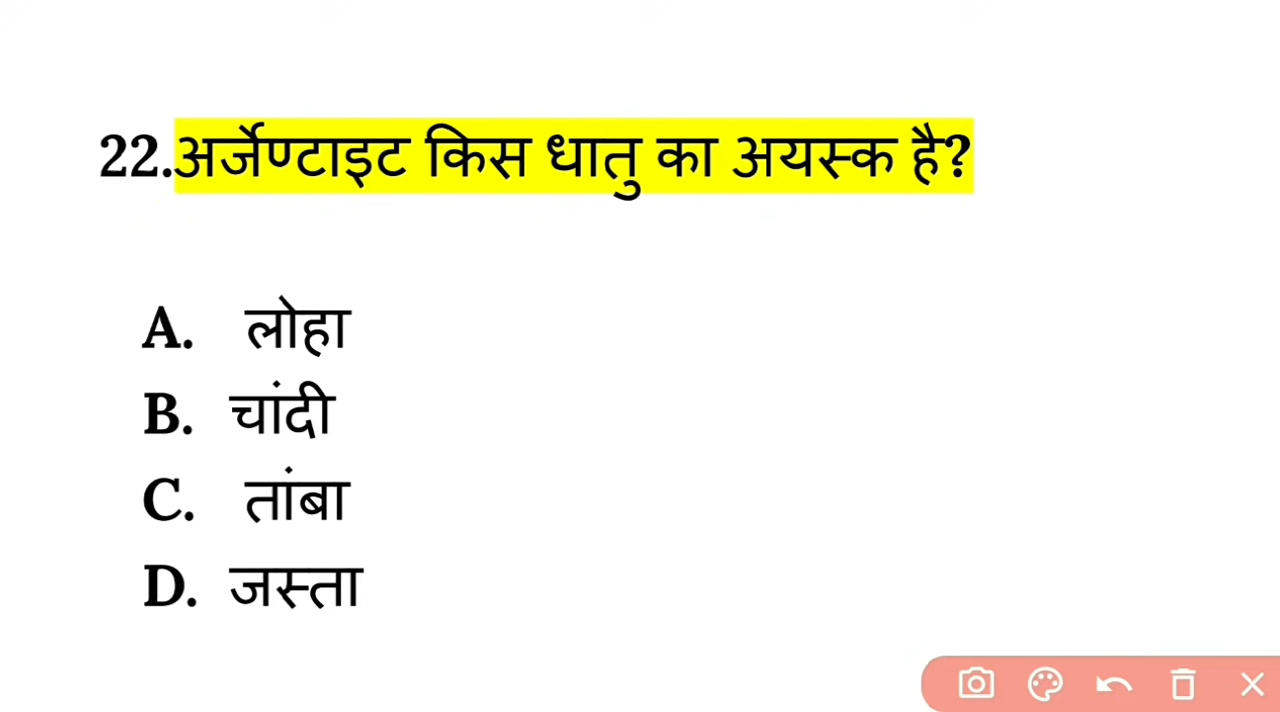 22.अर्जेण्टाइट किस धातु का अयस्क है?
A. लोहा
B. चांदी
C. तांबा
D. जस्ता